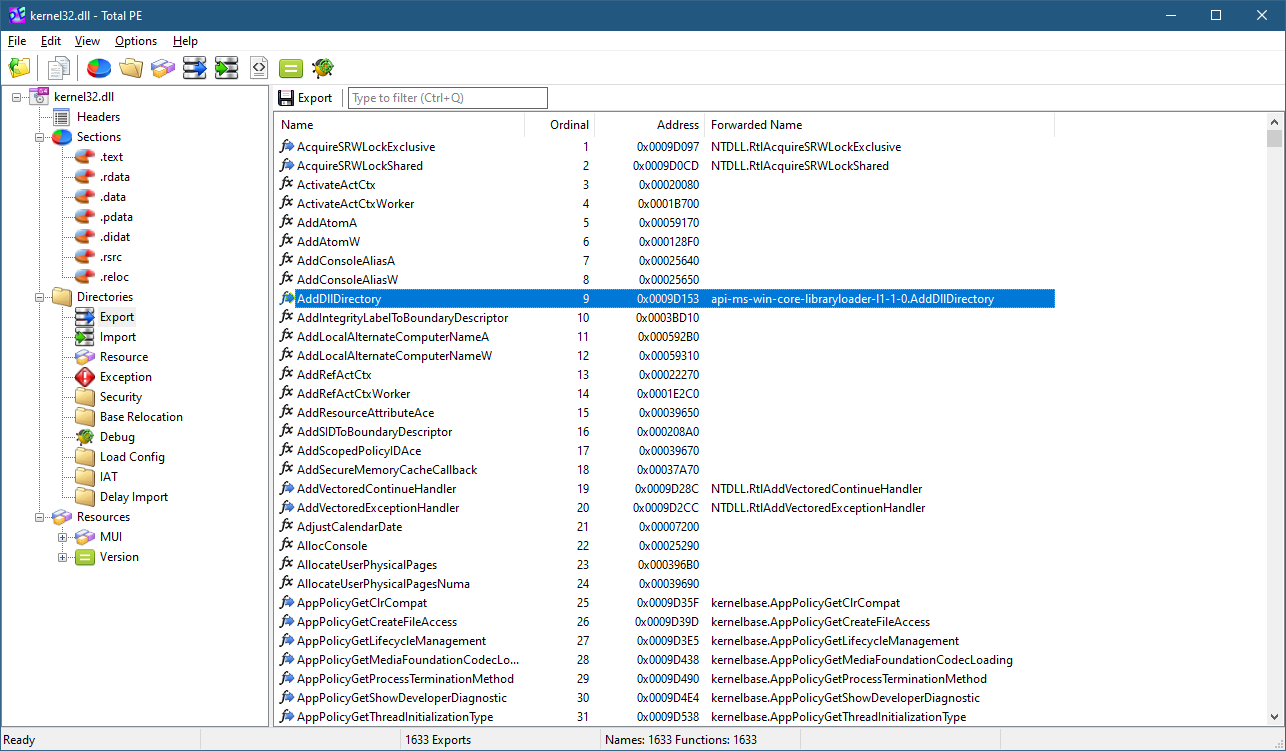 kernel32.dll - Total PE
File Edit View Options Help
kernel32.dll
Headers
Sections
.text
.rdata
.data
.pdata
.didat
.rsrc
.reloc
Directories
Export
Import
Resource
Exception
Security
Base Relocation
Debug
Load Config
IAT
Delay Import
Resources
MUI
Version
Export Type to filter (Ctrl+Q)
Name Ordinal Address Forwarded Name
AcquireSRWLockExclusive 1 0x0009D097 NTDLL.RtlAcquireSRWLockExclusive
AcquireSRWLockShared 2 0x0009D0CD NTDLL.RtlAcquireSRWLockShared
ActivateActCtx 3 0x00020080
ActivateActCtxWorker 4 0x0001B700
AddAtomA 5 0x00059170
AddAtomW 6 0x000128F0
AddConsoleAliasA 7 0x00025640
AddConsoleAliasW 8 0x00025650
AddDllDirectory 9 0x0009D153 api-ms-win-core-libraryloader-l1-1-0.AddDllDirectory
AddIntegrityLabelToBoundaryDescriptor 10 0x0003BD10
AddLocalAlternateComputerNameA 11 0x000592B0
AddLocalAlternateComputerNameW 12 0x00059310
AddRefActCtx 13 0x00022270
AddRefActCtxWorker 14 0x0001E2C0
AddResourceAttributeAce 15 0x00039650
AddSIDToBoundaryDescriptor 16 0x000208A0
AddScopedPolicyIDAce 17 0x00039670
AddSecureMemoryCacheCallback 18 0x00037A70
AddVectoredContinueHandler 19 0x0009D28C NTDLL.RtlAddVectoredContinueHandler
AddVectoredExceptionHandler 20 0x0009D2CC NTDLL.RtlAddVectoredExceptionHandler
AdjustCalendarDate 21 0x00007200
AllocConsole 22 0x00025290
AllocateUserPhysicalPages 23 0x000396B0
AllocateUserPhysicalPagesNuma 24 0x00039690
AppPolicyGetClrCompat 25 0x0009D35F kernelbase.AppPolicyGetClrCompat
AppPolicyGetCreateFileAccess 26 0x0009D39D kernelbase.AppPolicyGetCreateFileAccess
AppPolicyGetLifecycleManagement 27 0x0009D3E5 kernelbase.AppPolicyGetLifecycleManagement
AppPolicyGetMediaFoundationCodecLo... 28 0x0009D438 kernelbase.AppPolicyGetMediaFoundationCodecLoading
AppPolicyGetProcessTerminationMethod 29 0x0009D490 kernelbase.AppPolicyGetProcessTerminationMethod
AppPolicyGetShowDeveloperDiagnostic 30 0x0009D4E4 kernelbase.AppPolicyGetShowDeveloperDiagnostic
AppPolicyGetThreadInitializationType 31 0x0009D538 kernelbase.AppPolicyGetThreadInitializationType
Ready 1633 Exports Names: 1633 Functions: 1633